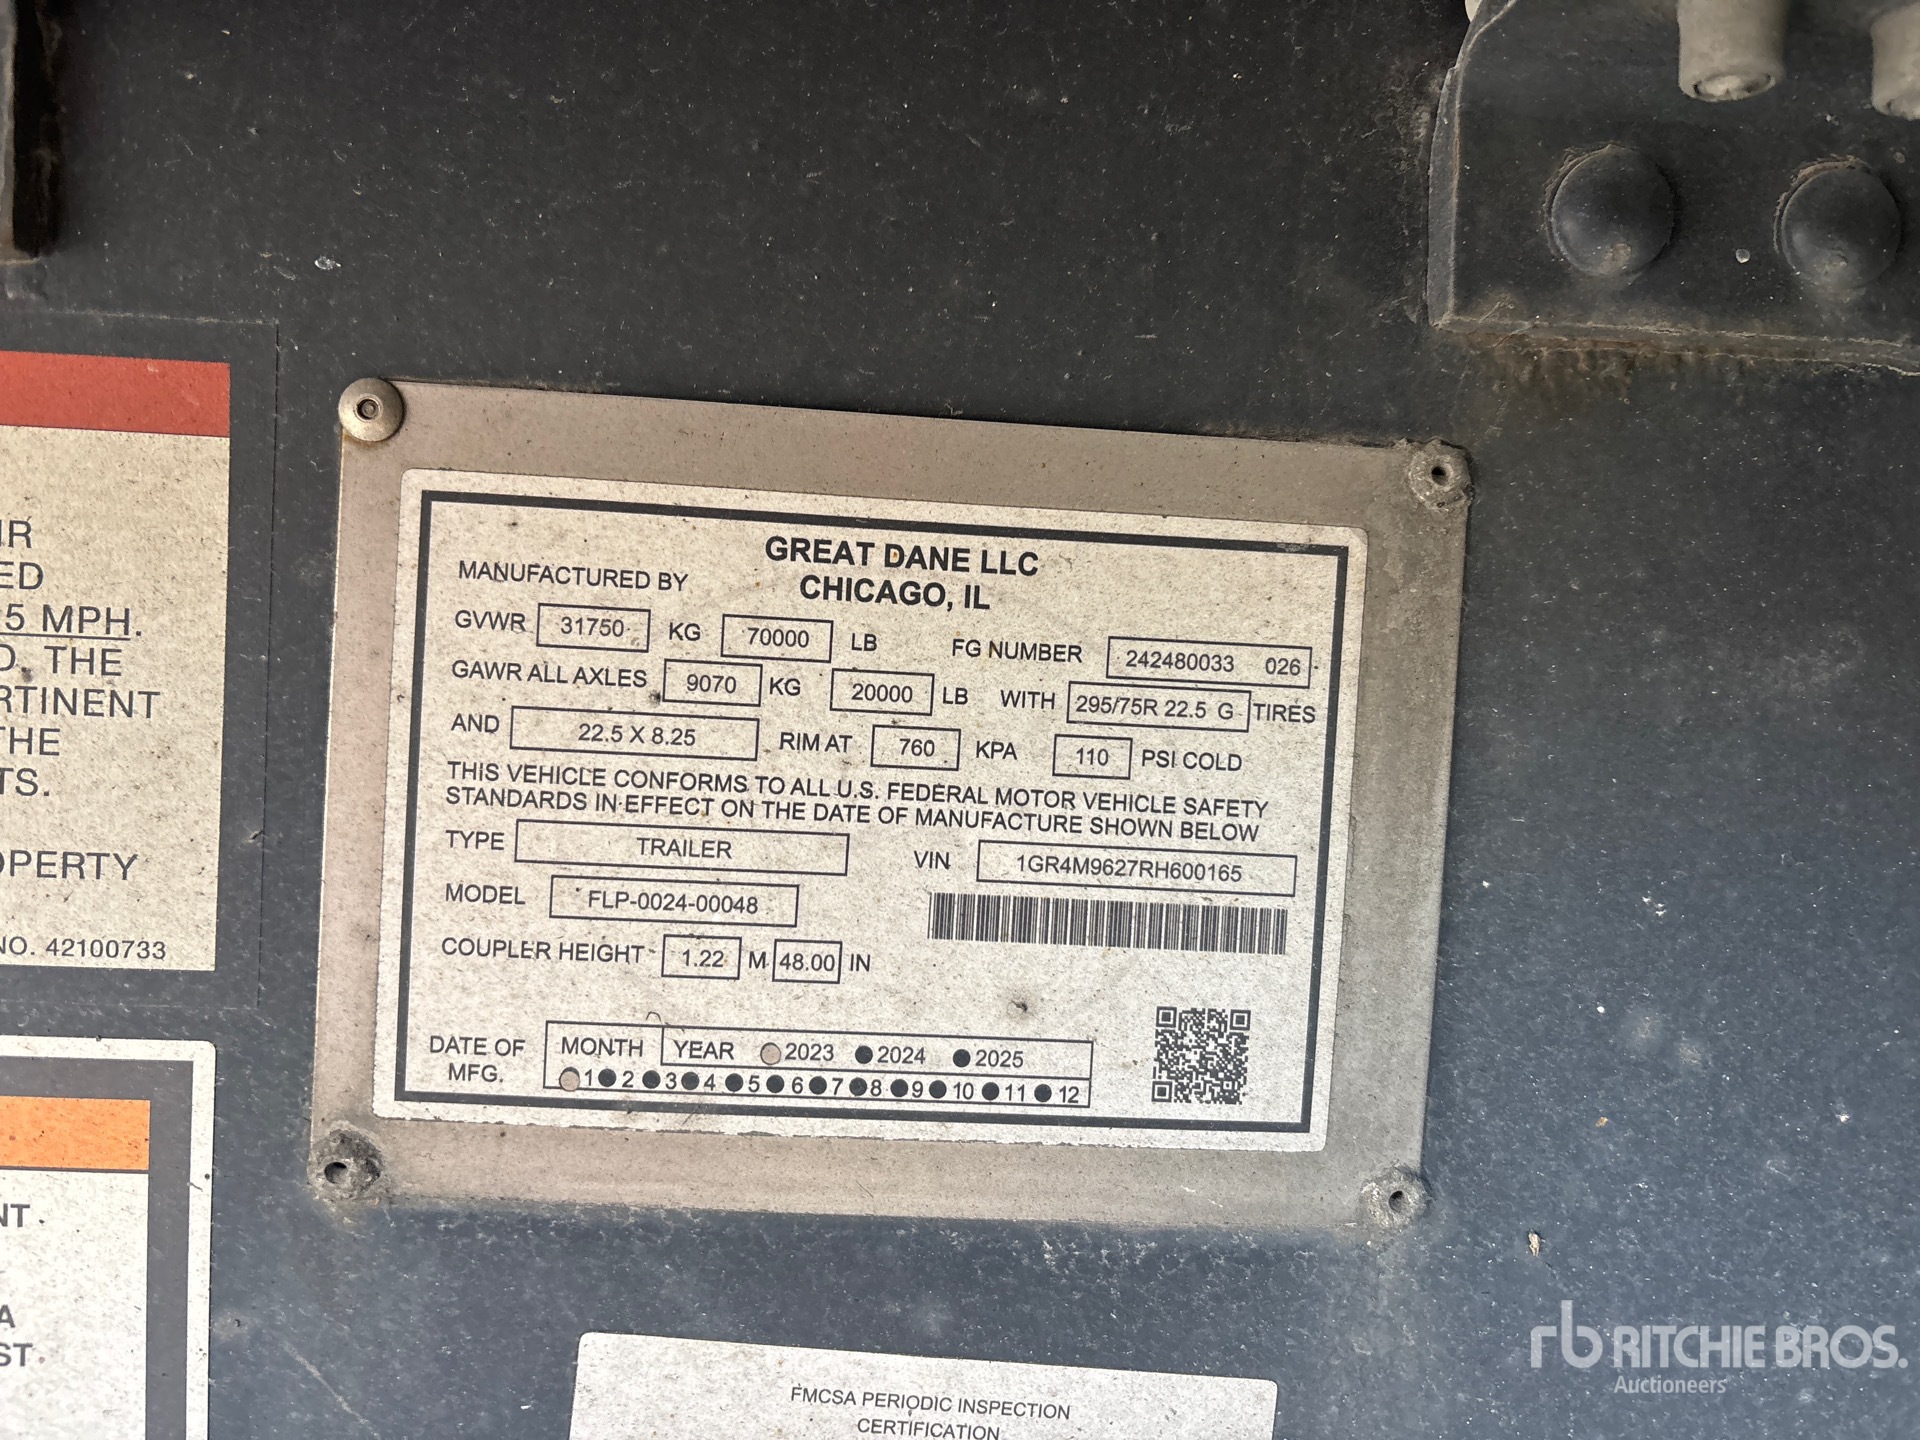 GREAT DANE LLC
MANUFACTURED BY CHICAGO, IL
GVWR 31750 KG 70000 LB FG NUMBER 242480033 026
GAWR ALL AXLES 9070 KG 20000 LB WITH 295/75R 22.5 G TIRES
AND 22.5 X 8.25 RIM AT 760 KPA 110 PSI COLD
THIS VEHICLE CONFORMS TO ALL U.S. FEDERAL MOTOR VEHICLE SAFETY
STANDARDS IN EFFECT ON THE DATE OF MANUFACTURE SHOWN BELOW
TYPE TRAILER VIN 1GR4M9627RH600165
MODEL FLP-0024-00048
COUPLER HEIGHT 1.22 M 48.00 IN
DATE OF MFG. MONTH YEAR 2023 2024 2025
1 2 3 4 5 6 7 8 9 10 11 12
IR
ED
5 MPH.
D, THE
RTINENT
THE
TS.
OPERTY
NO. 42100733
NT
A
ST
FMCSA PERIODIC INSPECTION
CERTIFICATION
rb RITCHIE BROS.
Auctioneers